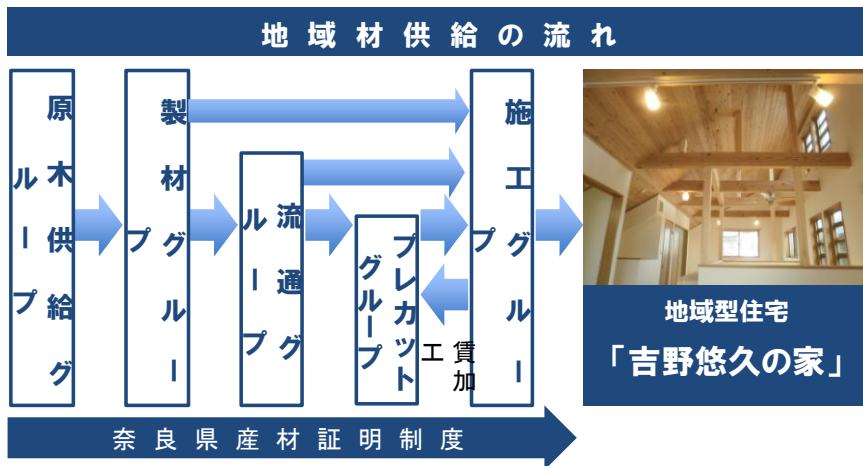 地域材供給の流れ
原木供給グ
ループ
製材グルー
プ
流通グ
ループ
プレカット
グループ
賃加
工
施工グルー
プ
地域型住宅
「吉野悠久の家」
奈良県産材証明制度